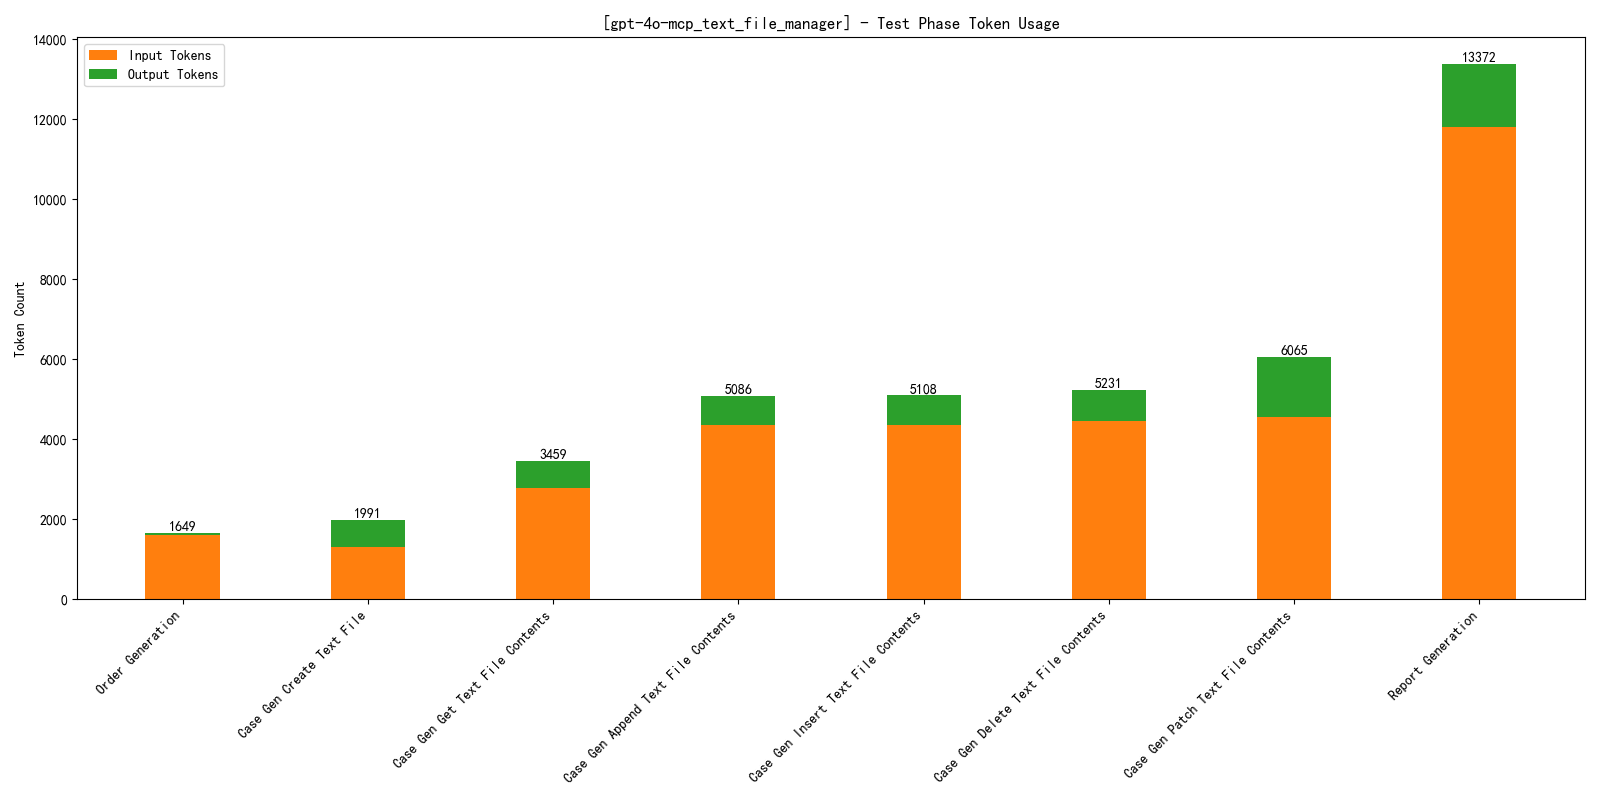 [gpt-4o-mcp_text_file_manager] - Test Phase Token Usage
Input Tokens
Output Tokens
Token Count
14000
12000
10000
8000
6000
4000
2000
0
1649
1991
3459
5086
5108
5231
6065
13372
Order Generation
Case Gen Create Text File
Case Gen Get Text File Contents
Case Gen Append Text File Contents
Case Gen Insert Text File Contents
Case Gen Delete Text File Contents
Case Gen Patch Text File Contents
Report Generation